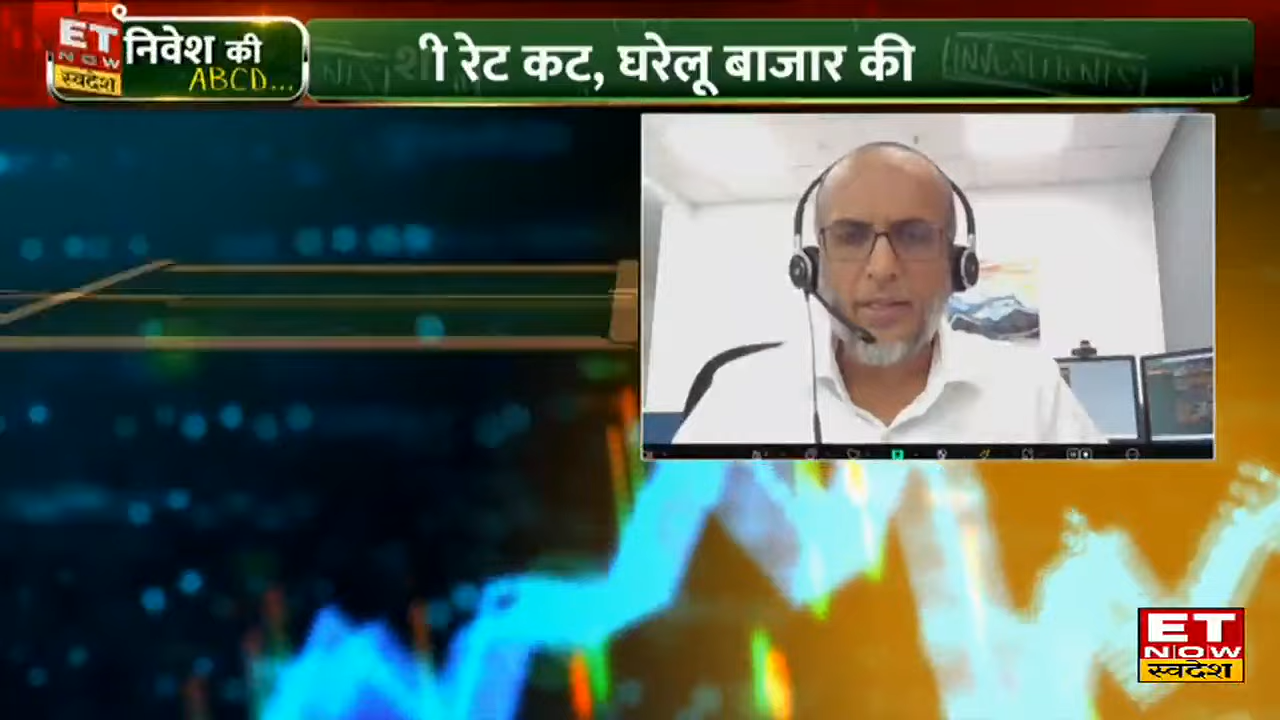 ET
NOW
स्वदेश
निवेश की
ABCD...
ी रेट कट, घरेलू बाजार की
ET
NOW
स्वदेश